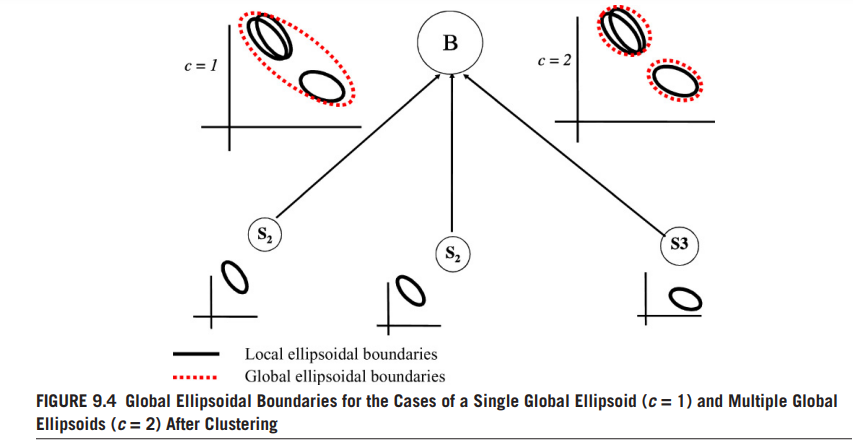 B
c = 1
c = 2
S2
S2
S3
Local ellipsoidal boundaries
Global ellipsoidal boundaries
FIGURE 9.4 Global Ellipsoidal Boundaries for the Cases of a Single Global Ellipsoid (c = 1) and Multiple Global
Ellipsoids (c = 2) After Clustering